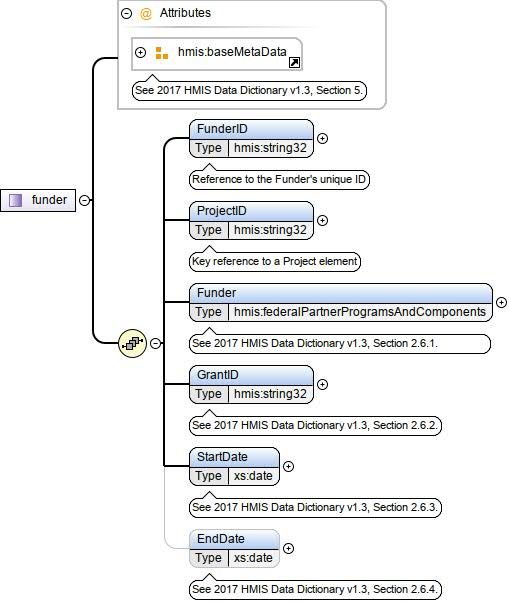 @ Attributes
hmis:baseMetaData
See 2017 HMIS Data Dictionary v1.3, Section 5.
funder
FunderID
Type hmis:string32
Reference to the Funder's unique ID
ProjectID
Type hmis:string32
Key reference to a Project element
Funder
Type hmis:federalPartnerProgramsAndComponents
See 2017 HMIS Data Dictionary v1.3, Section 2.6.1.
GrantID
Type hmis:string32
See 2017 HMIS Data Dictionary v1.3, Section 2.6.2.
StartDate
Type xs:date
See 2017 HMIS Data Dictionary v1.3, Section 2.6.3.
EndDate
Type xs:date
See 2017 HMIS Data Dictionary v1.3, Section 2.6.4.